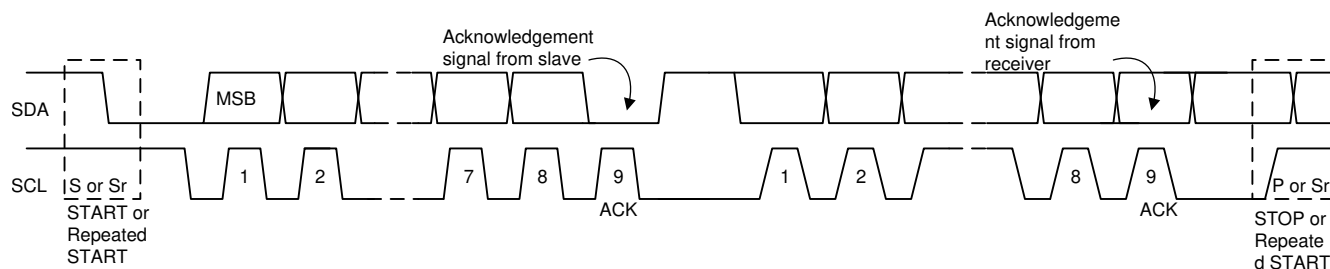 Acknowledgement
signal from slave
Acknowledgeme
nt signal from
receiver
SDA
MSB
SCL
S or Sr
1
2
7
8
9
1
2
8
9
P or Sr
ACK
ACK
START or
Repeated
START
STOP or
Repeate
d START